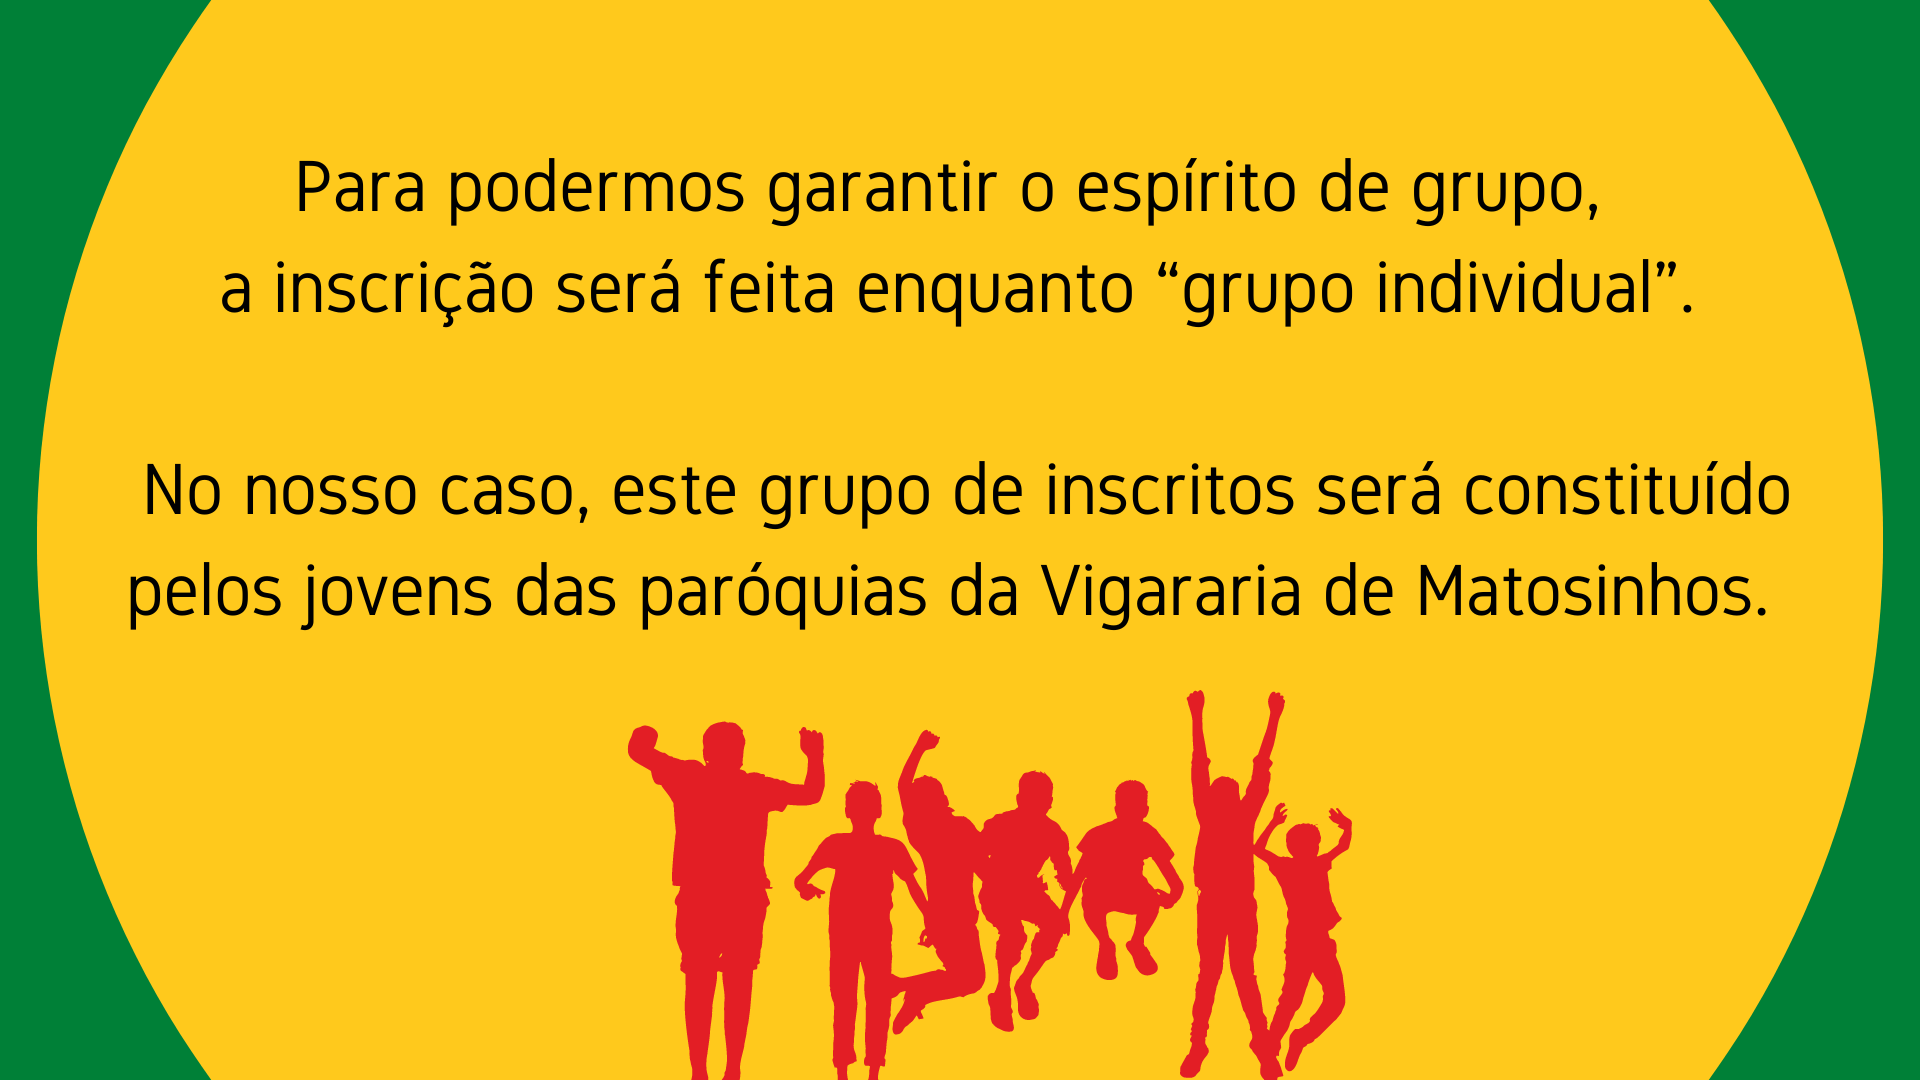 Para podermos garantir o espírito de grupo,
a inscrição será feita enquanto “grupo individual”.
No nosso caso, este grupo de inscritos será constituído
pelos jovens das paróquias da Vigararia de Matosinhos.